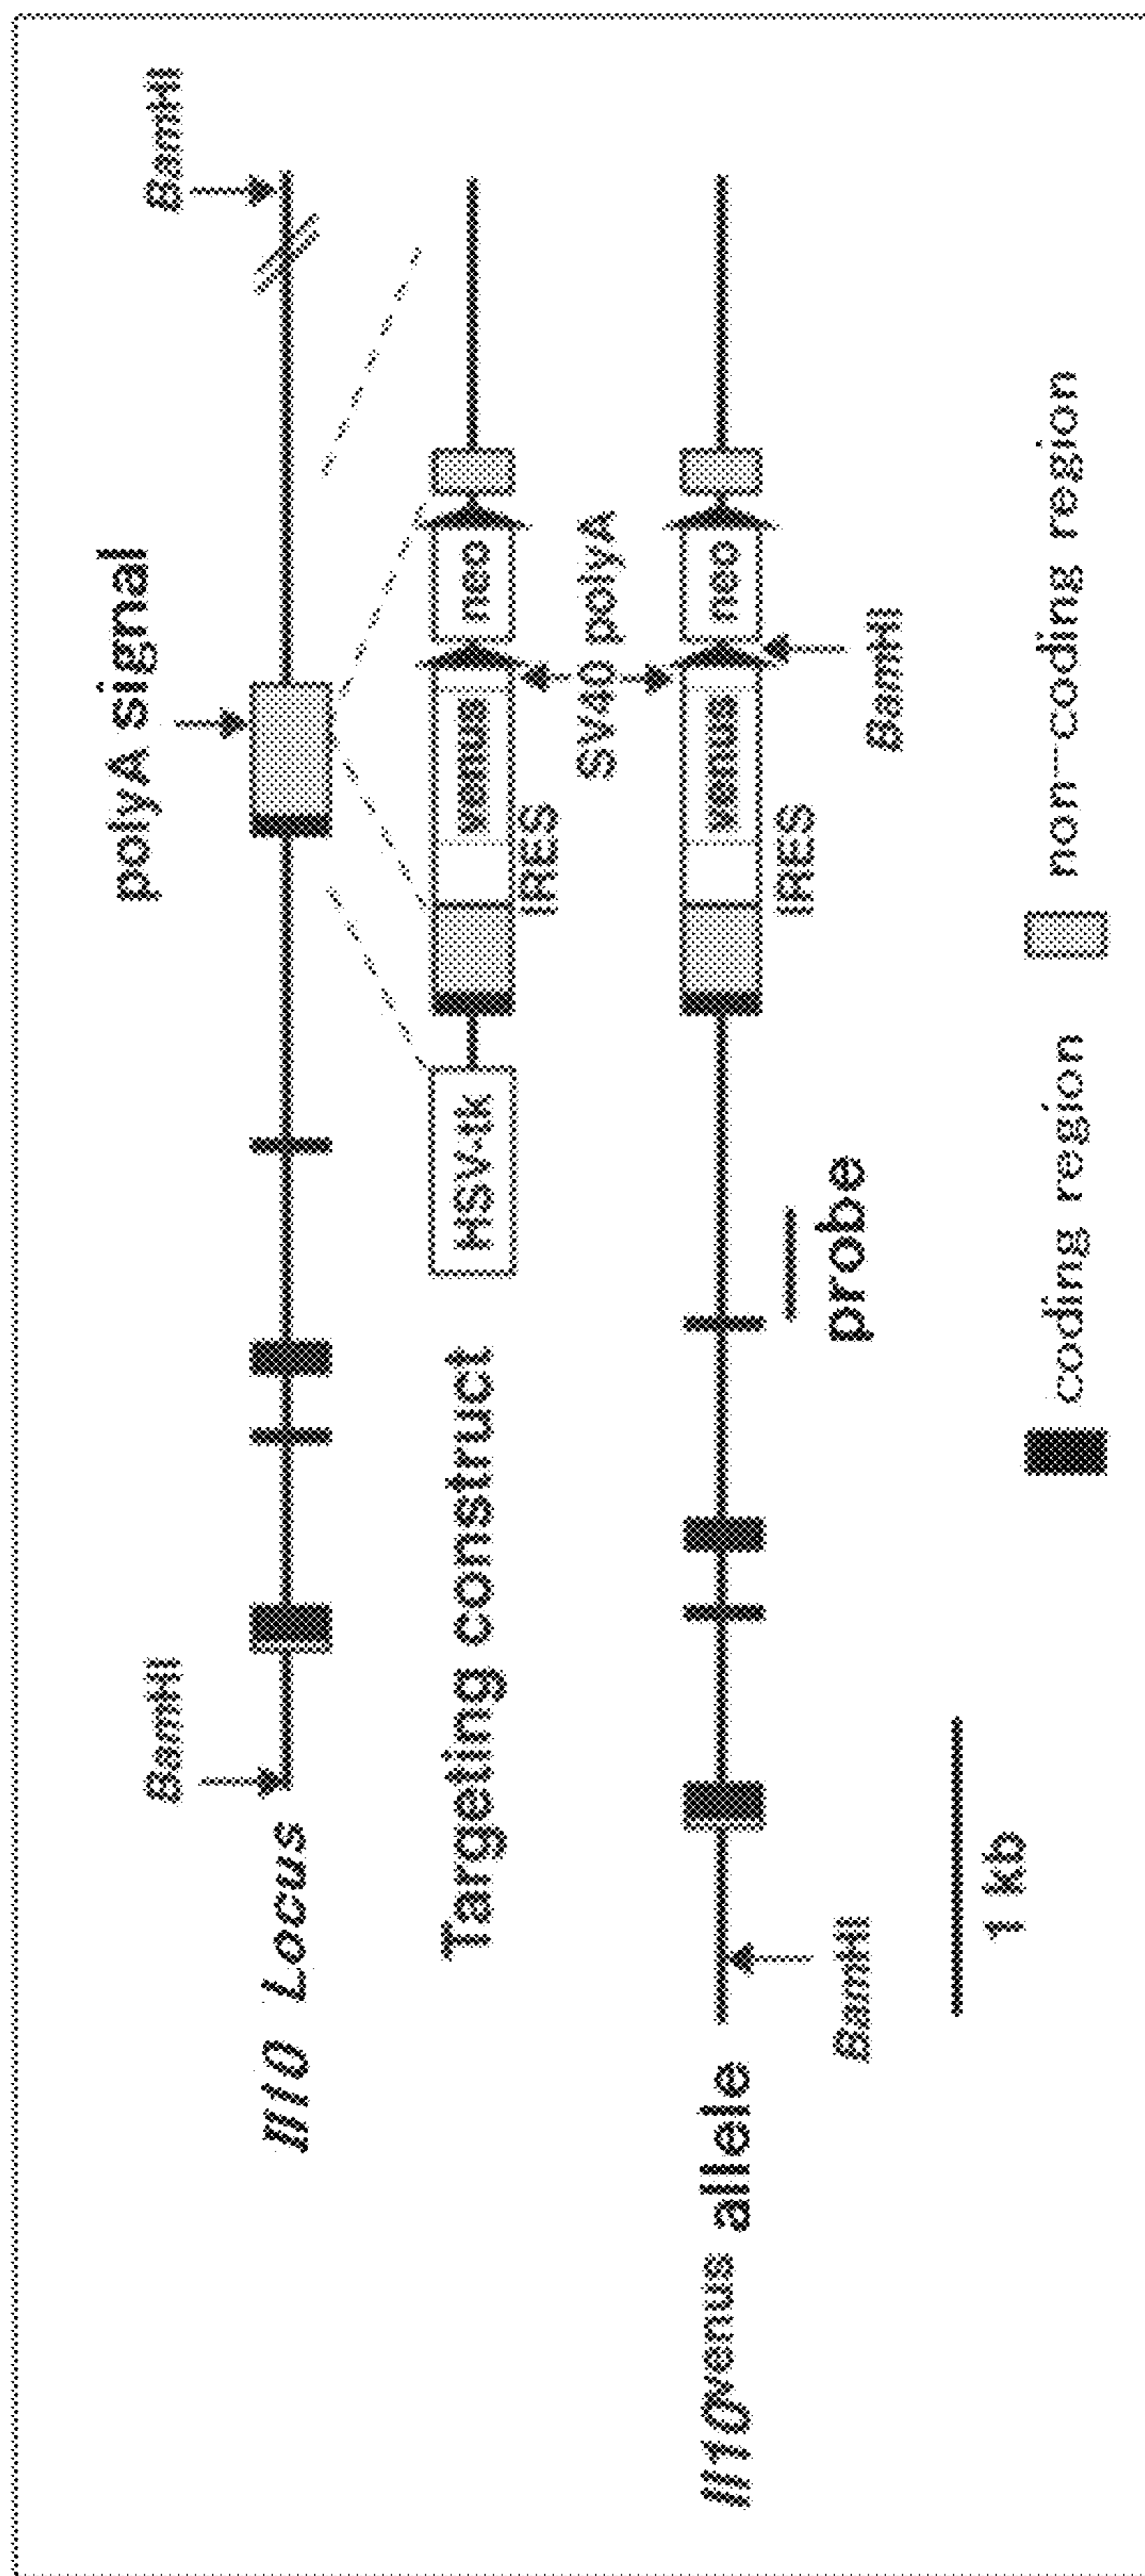 polyA signal
BamHI
BamHI
Il10 Locus
HSV-tk
venus
neo
IRES
Targeting construct
SV40 polyA
venus
neo
IRES
Il10venus allele
BamHI
probe
BamHI
1 kb
coding region
non-coding region